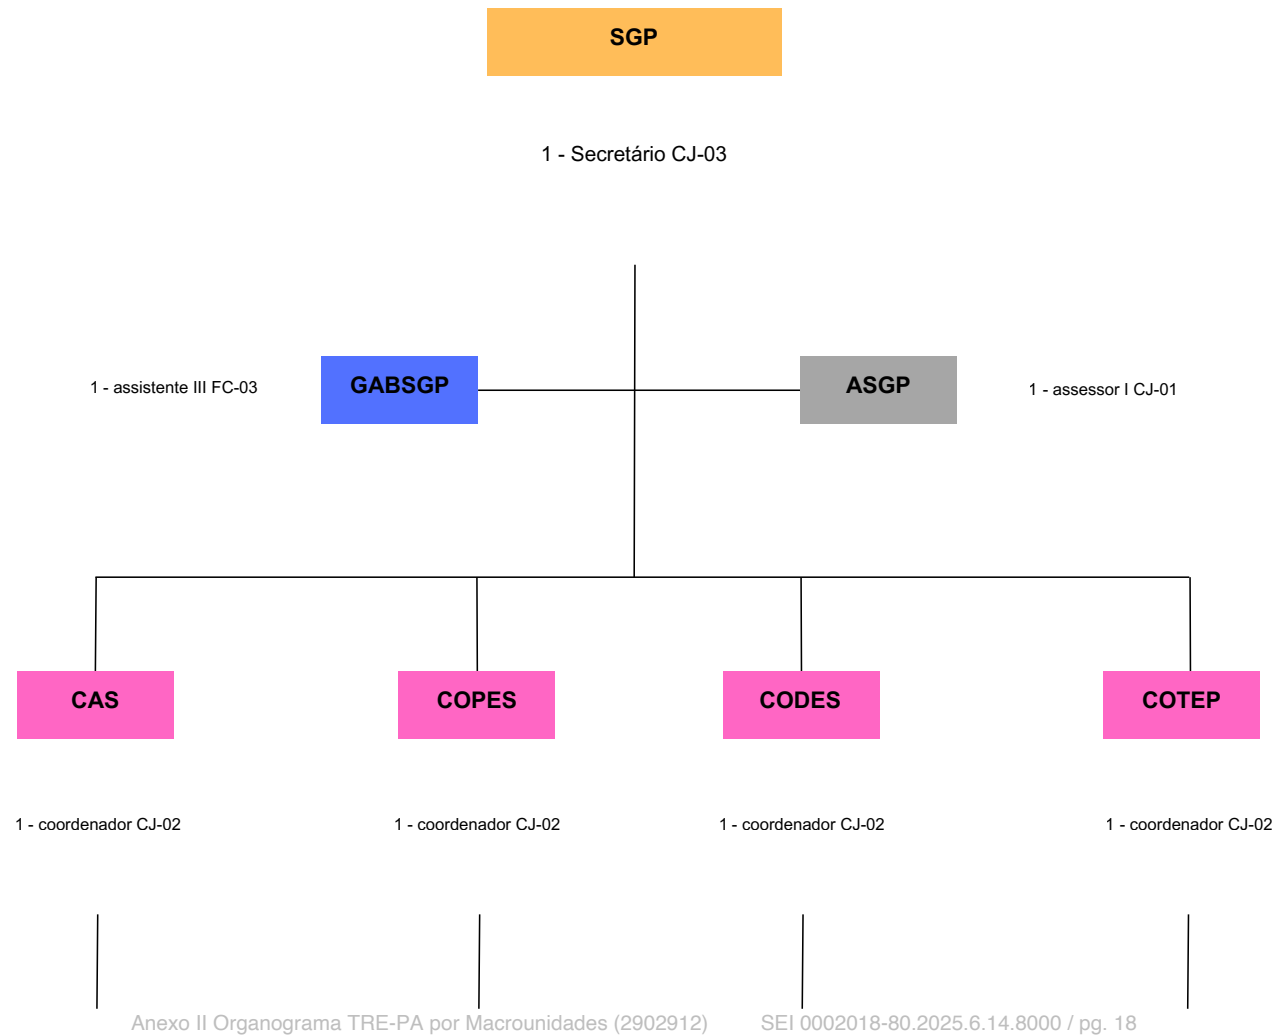 SGP
1 - Secretário CJ-03
1 - assistente III FC-03
GABSGP
ASGP
1 - assessor I CJ-01
CAS
COPES
CODES
COTEP
1 - coordenador CJ-02
1 - coordenador CJ-02
1 - coordenador CJ-02
1 - coordenador CJ-02
Anexo II Organograma TRE-PA por Macrounidades (2902912) SEI 0002018-80.2025.6.14.8000 / pg. 18